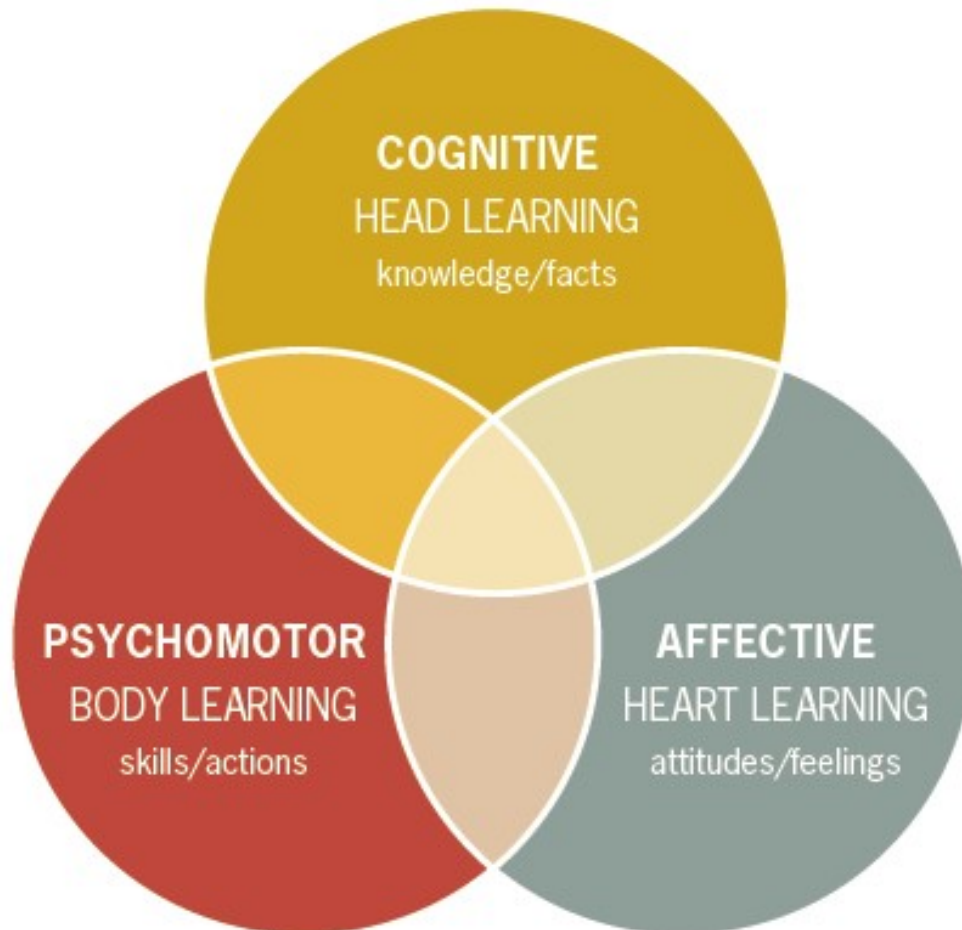 COGNITIVE
HEAD LEARNING
knowledge/facts
PSYCHOMOTOR
BODY LEARNING
skills/actions
AFFECTIVE
HEART LEARNING
attitudes/feelings